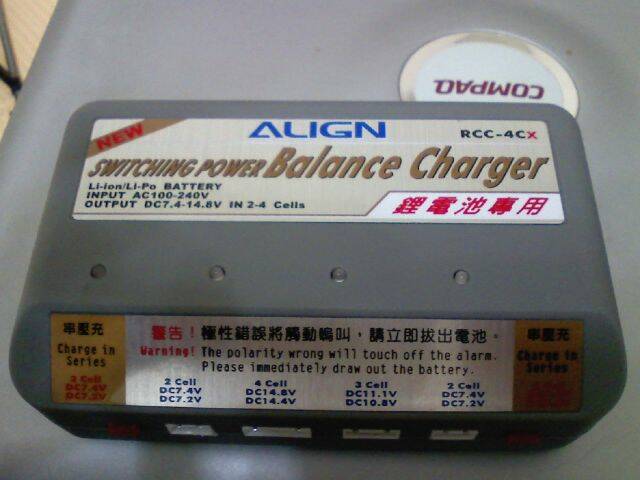 COMPAQ
NEW
ALIGN
RCC-4CX
SWITCHING POWER Balance Charger
Li-ion/Li-Po BATTERY
INPUT AC100-240V
OUTPUT DC7.4-14.8V IN 2-4 Cells
鋰電池專用
串壓充
Charge in
Series
2 Cell
DC7.4V
DC7.2V
警告！極性錯誤將觸動鳴叫，請立即拔出電池。
Warning! The polarity wrong will touch off the alarm.
Please immediately draw out the battery.
2 Cell
DC7.4V
DC7.2V
4 Cell
DC14.8V
DC14.4V
3 Cell
DC11.1V
DC10.8V
2 Cell
DC7.4V
DC7.2V
串壓充
Charge in
Series